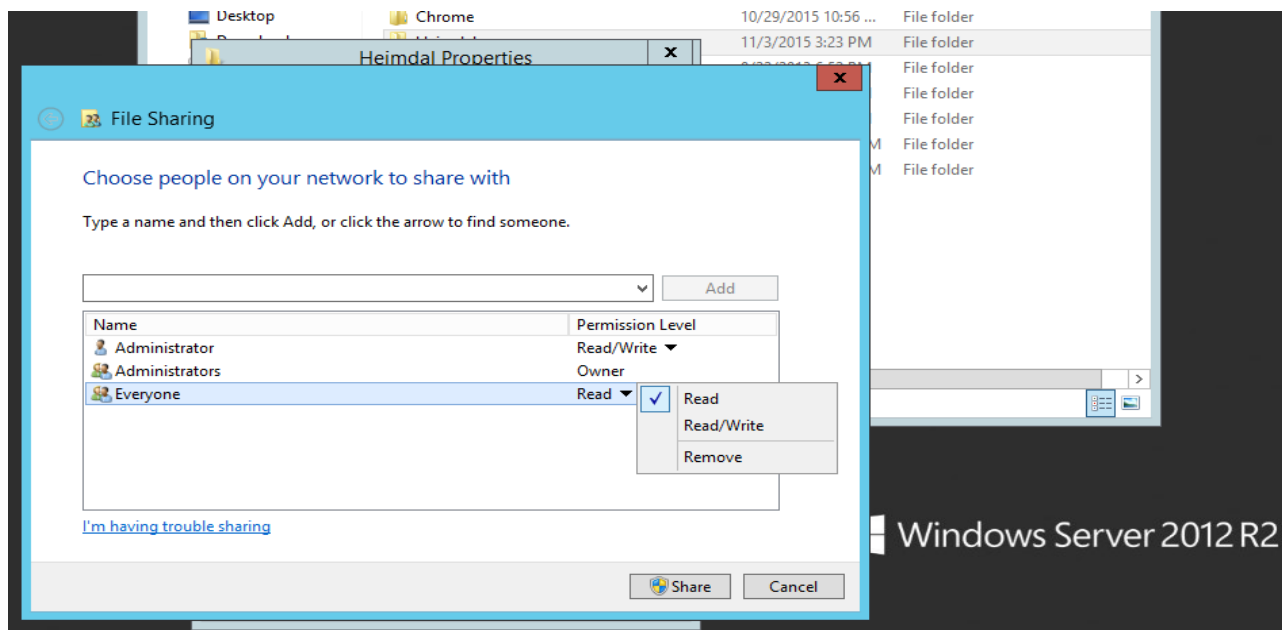 Desktop Chrome 10/29/2015 10:56 ... File folder
11/3/2015 3:23 PM File folder
Heimdal Properties
File folder
File folder
File Sharing
File folder
M File folder
M File folder
Choose people on your network to share with
Type a name and then click Add, or click the arrow to find someone.
Add
Name Permission Level
Administrator Read/Write
Administrators Owner
Everyone Read
Read
Read/Write
Remove
I'm having trouble sharing
Windows Server 2012 R2
Share Cancel